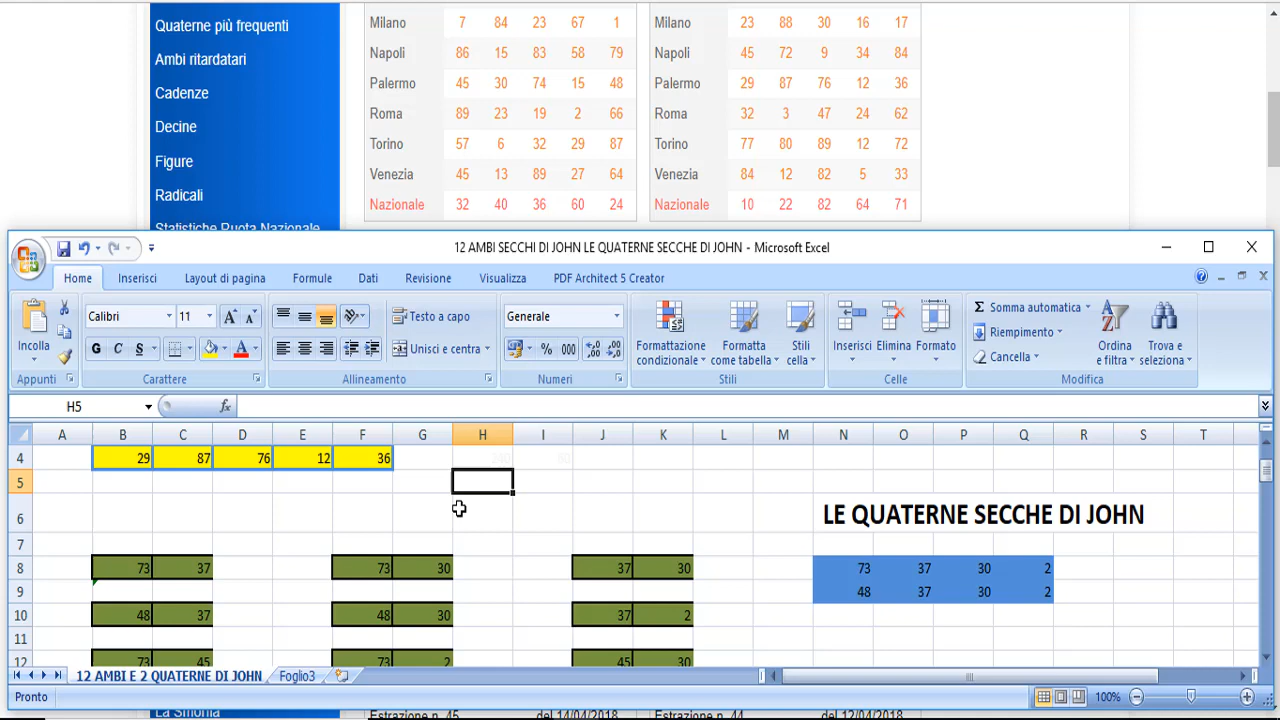 Quaterne più frequenti
Ambi ritardatari
Cadenze
Decine
Figure
Radicali
Statistiche Ruota Nazionale
Milano 7 84 23 67 1
Napoli 86 15 83 58 79
Palermo 45 30 74 15 48
Roma 89 23 19 2 66
Torino 57 6 32 29 87
Venezia 45 13 89 27 64
Nazionale 32 40 36 60 24
Milano 23 88 30 16 17
Napoli 45 72 9 34 84
Palermo 29 87 76 12 36
Roma 32 3 47 24 62
Torino 77 80 89 12 72
Venezia 84 12 82 5 33
Nazionale 10 22 82 64 71
12 AMBI SECCHI DI JOHN LE QUATERNE SECCHE DI JOHN - Microsoft Excel
Home Inserisci Layout di pagina Formule Dati Revisione Visualizza PDF Architect 5 Creator
Incolla
Appunti
Calibri 11
G C S
Carattere
Testo a capo
Unisci e centra
Allineamento
Generale
% 000
Numeri
Formattazione condizionale
Formatta come tabella
Stili cella
Stili
Inserisci Elimina Formato
Celle
Σ Somma automatica
Riempimento
Cancella
Ordina e filtra
Trova e seleziona
Modifica
H5 fx
A B C D E F G H I J K L M N O P Q R S T
4 29 87 76 12 36 240
5
6 LE QUATERNE SECCHE DI JOHN
7
8 73 37 73 30 37 30 73 37 30 2
9 48 37 30 2
10 48 37 48 30 37 2
11
12 73 45 73 2 45 30
12 AMBI E 2 QUATERNE DI JOHN Foglio3
Pronto 100%
La Smorfia
Estrazione n. 45 del 14/04/2018 Estrazione n. 44 del 12/04/2018